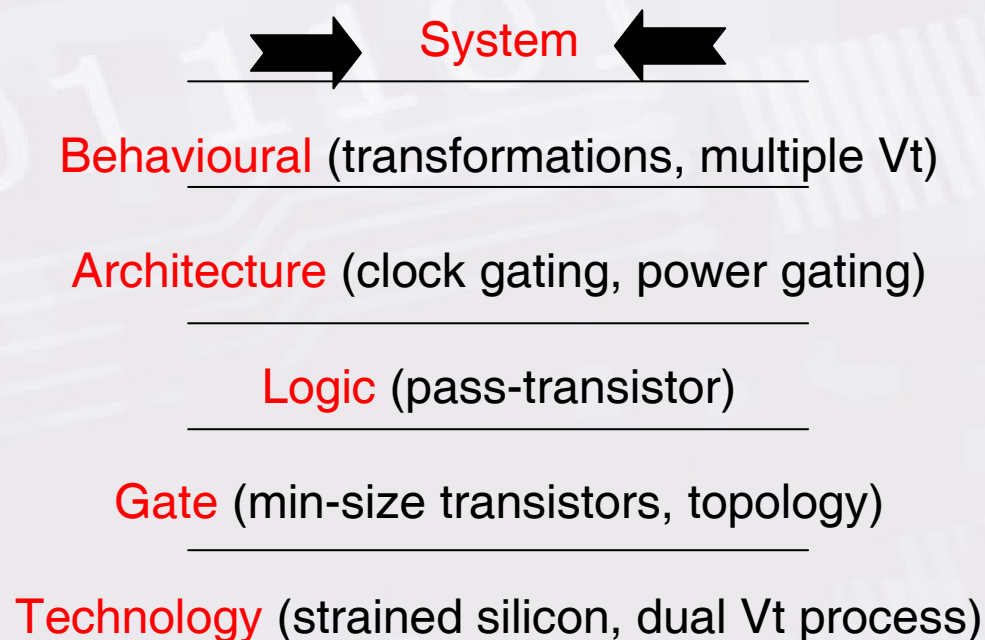 System
Behavioural (transformations, multiple Vt)
Architecture (clock gating, power gating)
Logic (pass-transistor)
Gate (min-size transistors, topology)
Technology (strained silicon, dual Vt process)